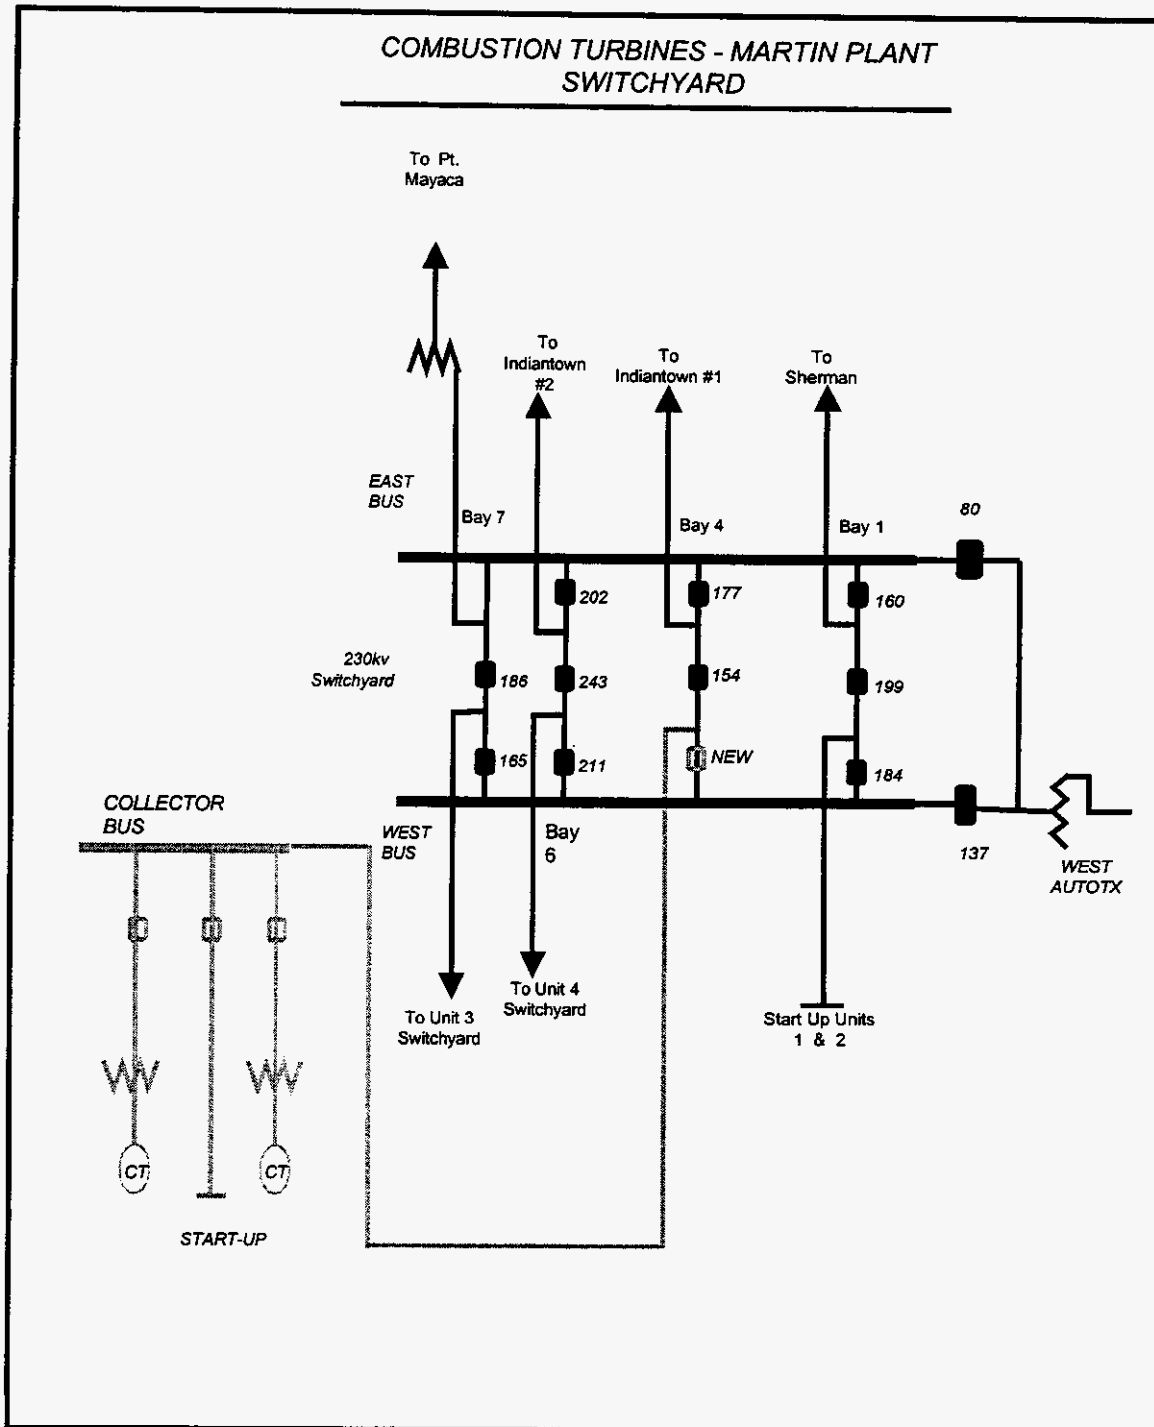 COMBUSTION TURBINES - MARTIN PLANT
SWITCHYARD
To Pt.
Mayaca
To
Indiantown
#2
To
Indiantown #1
To
Sherman
EAST
BUS
Bay 7
Bay 4
Bay 1
80
202
177
160
230kv
Switchyard
186
243
154
199
165
211
NEW
184
COLLECTOR
BUS
WEST
BUS
Bay
6
137
WEST
AUTOTX
To Unit 3
Switchyard
To Unit 4
Switchyard
Start Up Units
1 & 2
CT
CT
START-UP